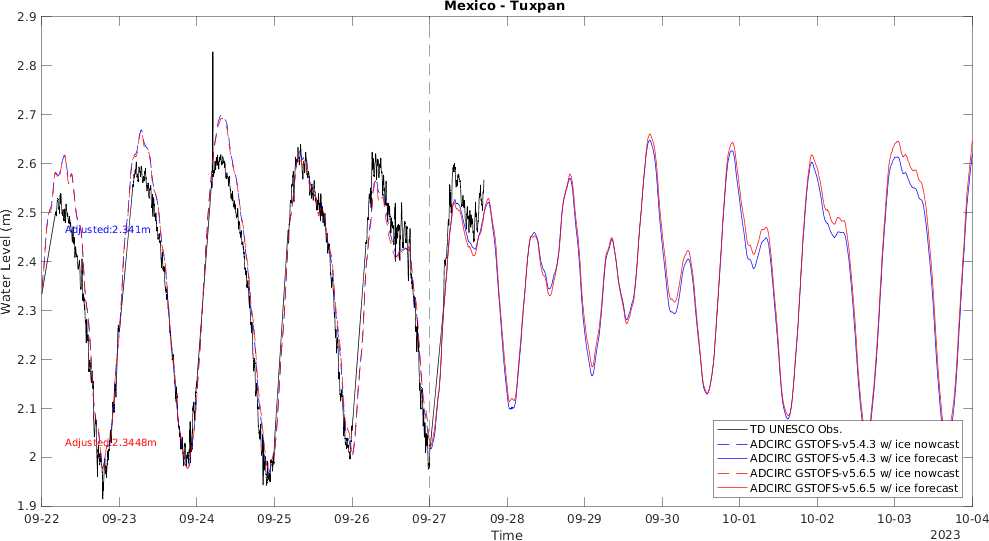 Mexico - Tuxpan
2.9
2.8
2.7
2.6
2.5
2.4
2.3
2.2
2.1
2
1.9
Water Level (m)
Adjusted:2.341m
Adjusted:2.3448m
TD UNESCO Obs.
ADCIRC GSTOFS-v5.4.3 w/ ice nowcast
ADCIRC GSTOFS-v5.4.3 w/ ice forecast
ADCIRC GSTOFS-v5.6.5 w/ ice nowcast
ADCIRC GSTOFS-v5.6.5 w/ ice forecast
09-22 09-23 09-24 09-25 09-26 09-27 09-28 09-29 09-30 10-01 10-02 10-03 10-04
Time 2023